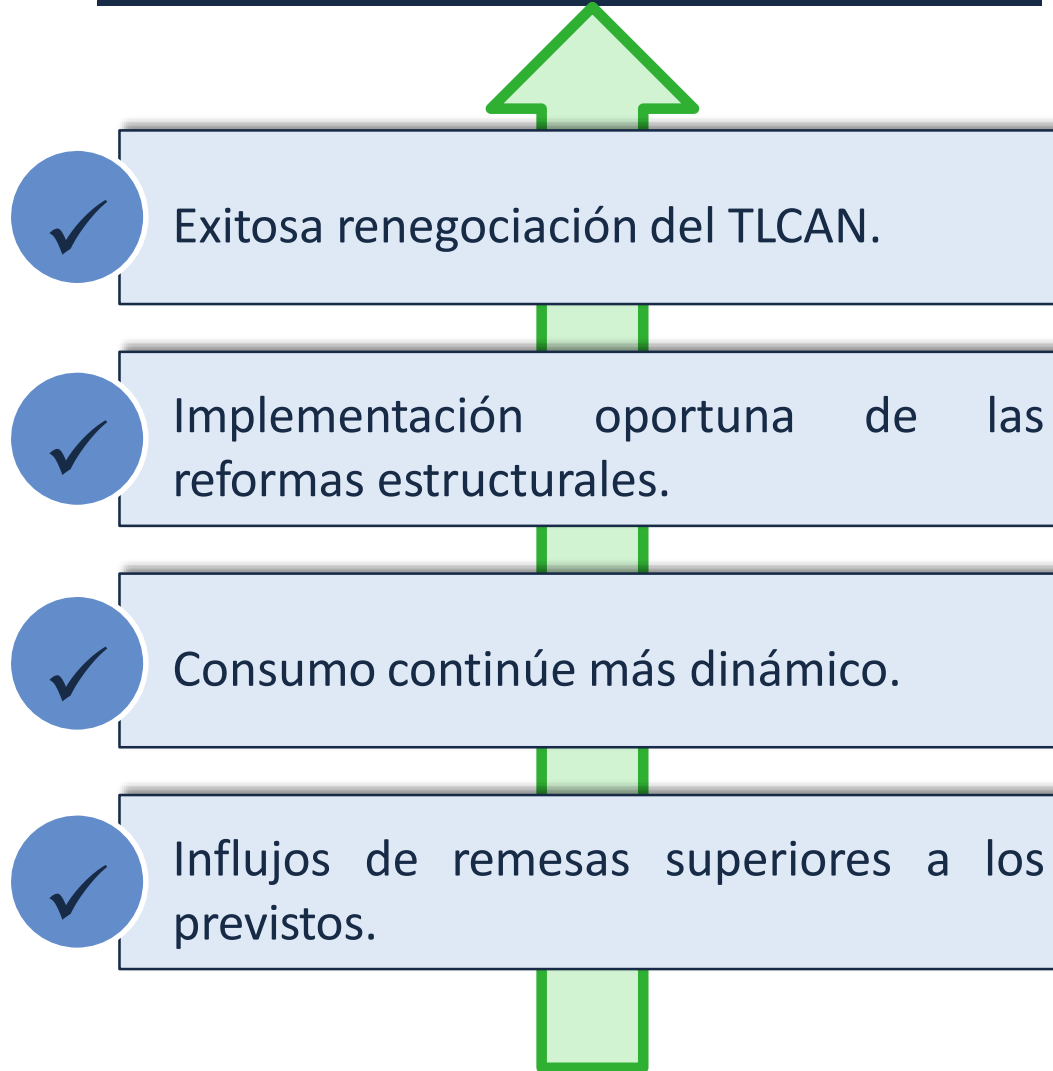 Exitosa renegociación del TLCAN.
Implementación oportuna de las
reformas estructurales.
Consumo continúe más dinámico.
Influjos de remesas superiores a los
previstos.